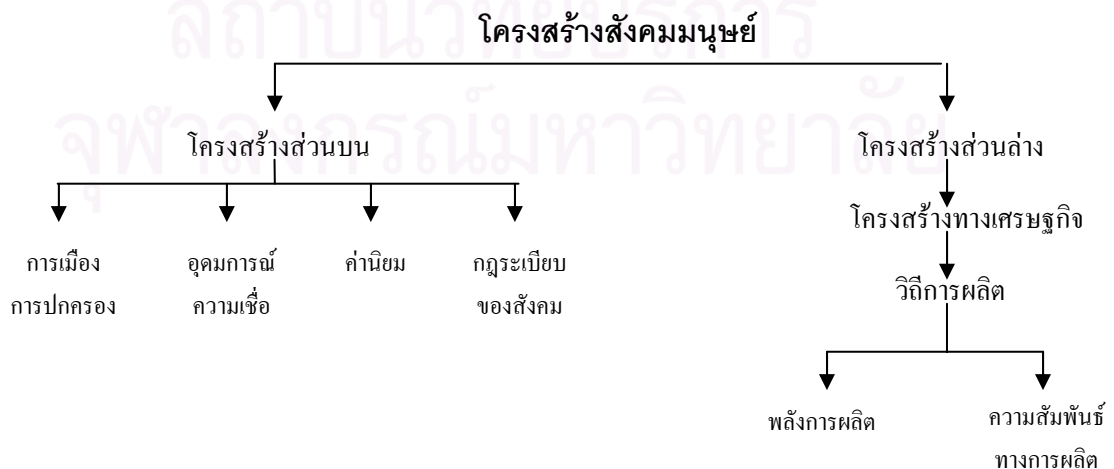 สถาบันวิทยบริการ
โครงสร้างสังคมมนุษย์
จุฬาลงกรณ์มหาวิทยาลัย
โครงสร้างส่วนบน
โครงสร้างส่วนล่าง
โครงสร้างทางเศรษฐกิจ
การเมือง
การปกครอง
อุดมการณ์
ความเชื่อ
ค่านิยม
กฎระเบียบ
ของสังคม
วิถีการผลิต
พลังการผลิต
ความสัมพันธ์
ทางการผลิต